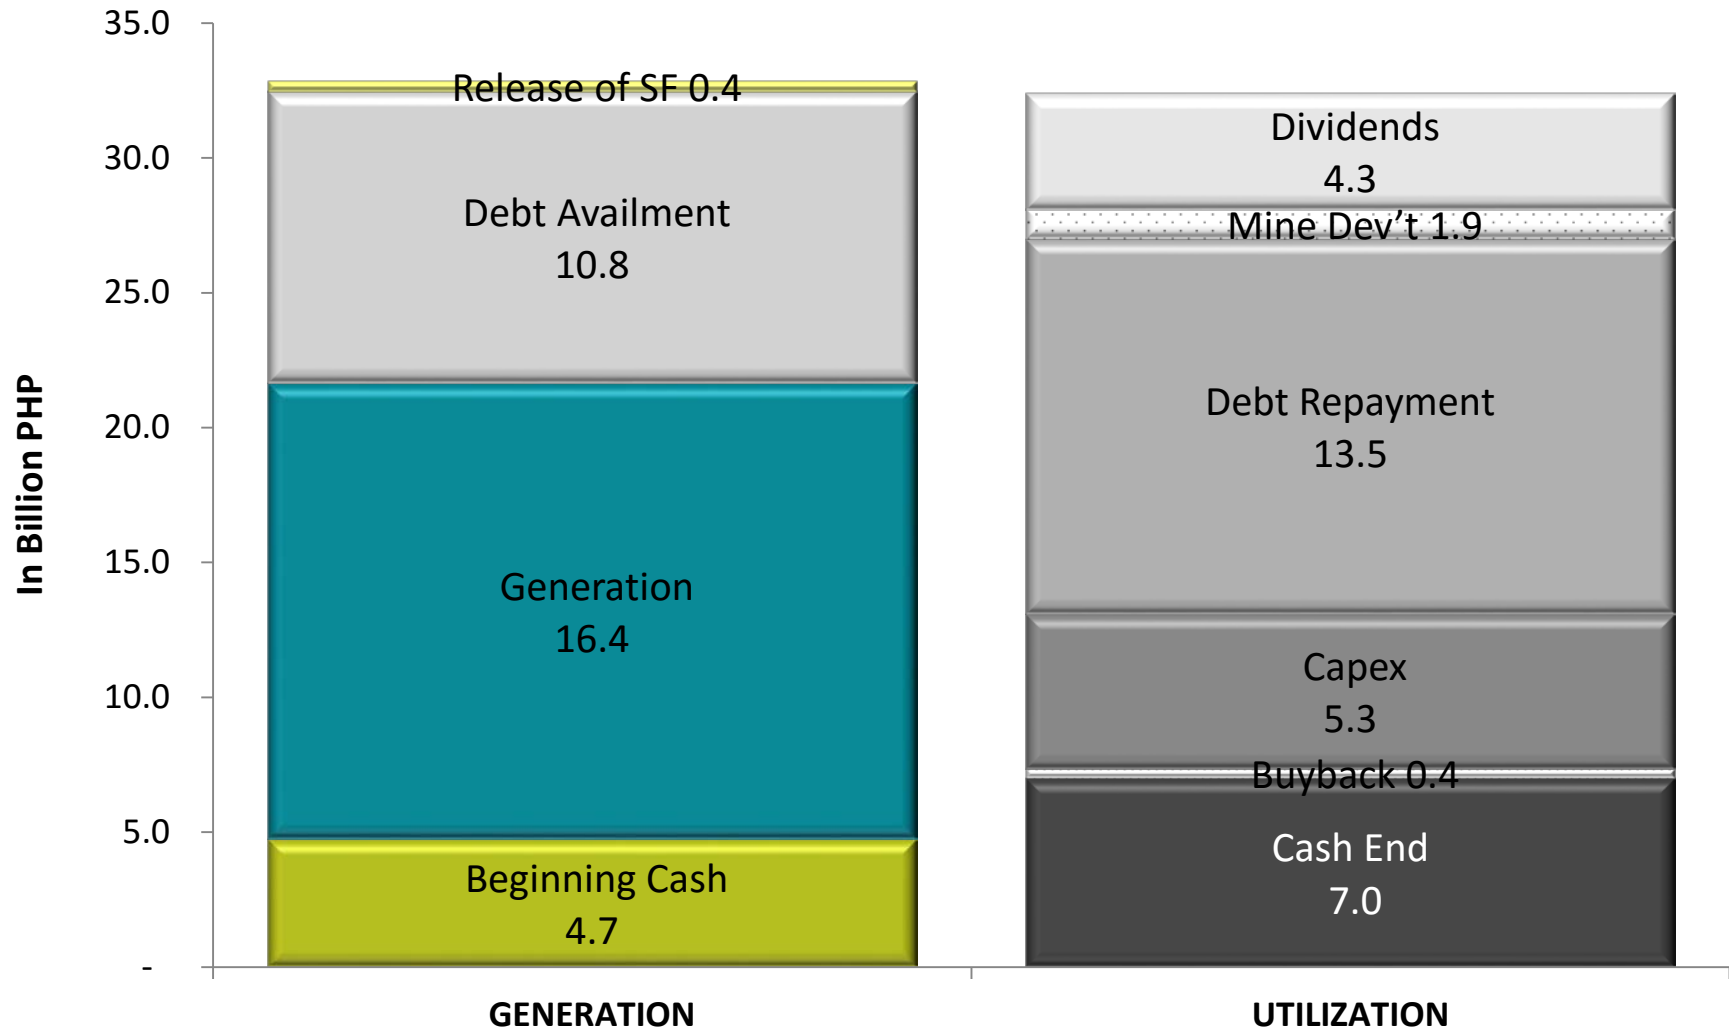 35.0
30.0
25.0
20.0
15.0
10.0
5.0
-
In Billion PHP
Release of SF 0.4
Debt Availment
10.8
Generation
16.4
Beginning Cash
4.7
GENERATION
Dividends
4.3
Mine Dev’t 1.9
Debt Repayment
13.5
Capex
5.3
Buyback 0.4
Cash End
7.0
UTILIZATION